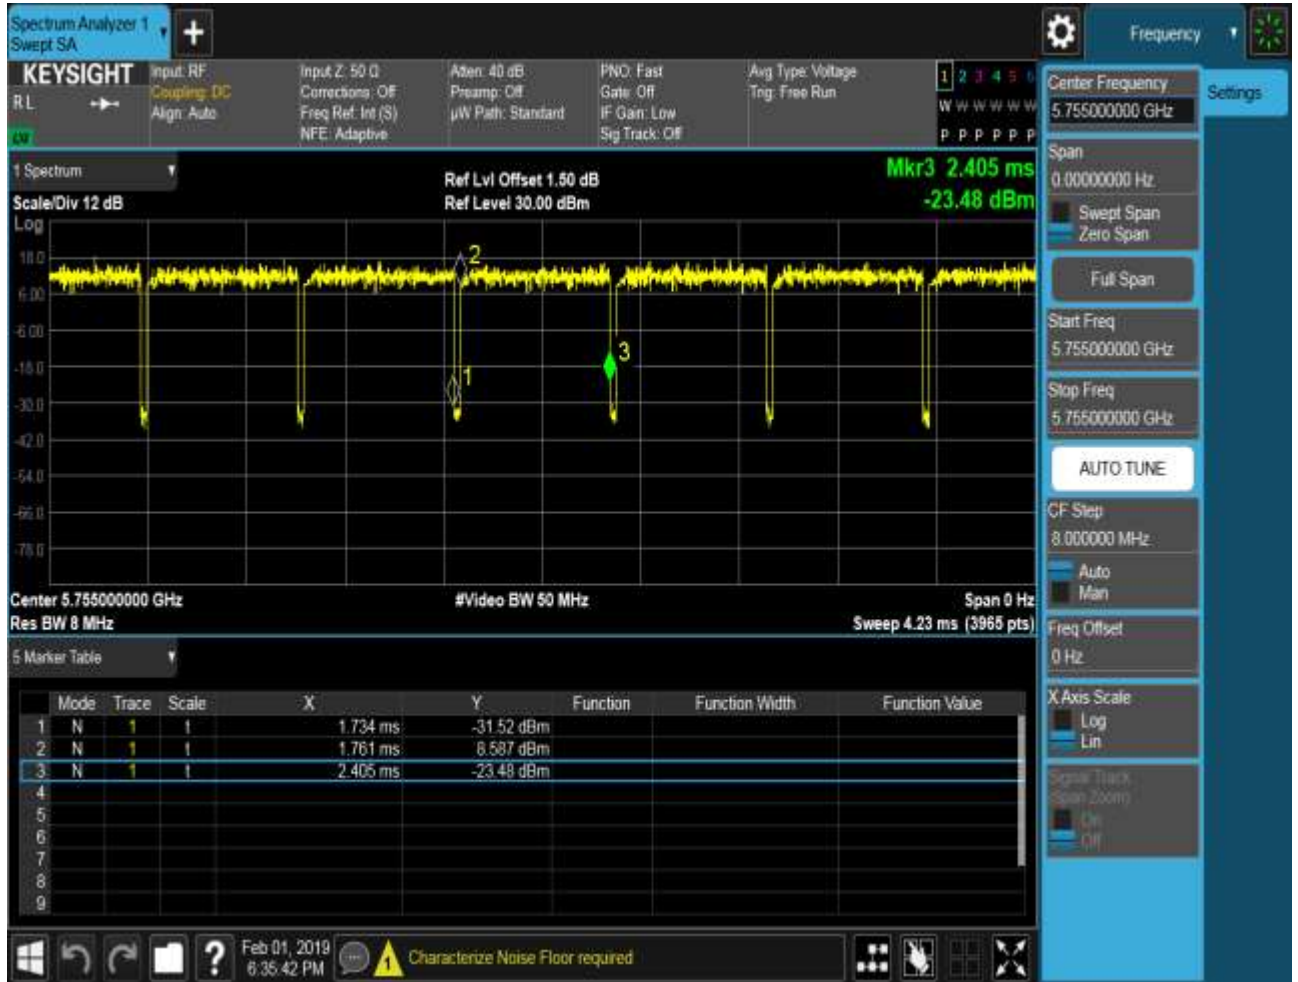 Spectrum Analyzer 1
Swept SA
Frequency
KEYSIGHT
Input: RF
Coupling: DC
Align: Auto
Input Z: 50 Ω
Corrections: Off
Freq Ref: Int (S)
NFE: Adaptive
Atten: 40 dB
Preamp: Off
µW Path: Standard
PNO: Fast
Gate: Off
IF Gain: Low
Sig Track: Off
Avg Type: Voltage
Trig: Free Run
1 2 3 4 5 6
W W W W W W
P P P P P P
RL
1 Spectrum
Scale/Div 12 dB
Log
Ref Lvl Offset 1.50 dB
Ref Level 30.00 dBm
Mkr3 2.405 ms
-23.48 dBm
18.0
6.00
-6.00
-18.0
-30.0
-42.0
-54.0
-66.0
-78.0
2
1
3
Center 5.755000000 GHz
#Video BW 50 MHz
Span 0 Hz
Res BW 8 MHz
Sweep 4.23 ms (3965 pts)
5 Marker Table
Mode Trace Scale X Y Function Function Width Function Value
1 N 1 t 1.734 ms -31.52 dBm
2 N 1 t 1.761 ms 8.587 dBm
3 N 1 t 2.405 ms -23.48 dBm
4
5
6
7
8
9
Feb 01, 2019
6:35:42 PM
1
Characterize Noise Floor required
?
Center Frequency
5.755000000 GHz
Settings
Span
0.00000000 Hz
Swept Span
Zero Span
Full Span
Start Freq
5.755000000 GHz
Stop Freq
5.755000000 GHz
AUTO TUNE
CF Step
8.000000 MHz
Auto
Man
Freq Offset
0 Hz
X Axis Scale
Log
Lin
Signal Track
(Span Zoom)
On
Off